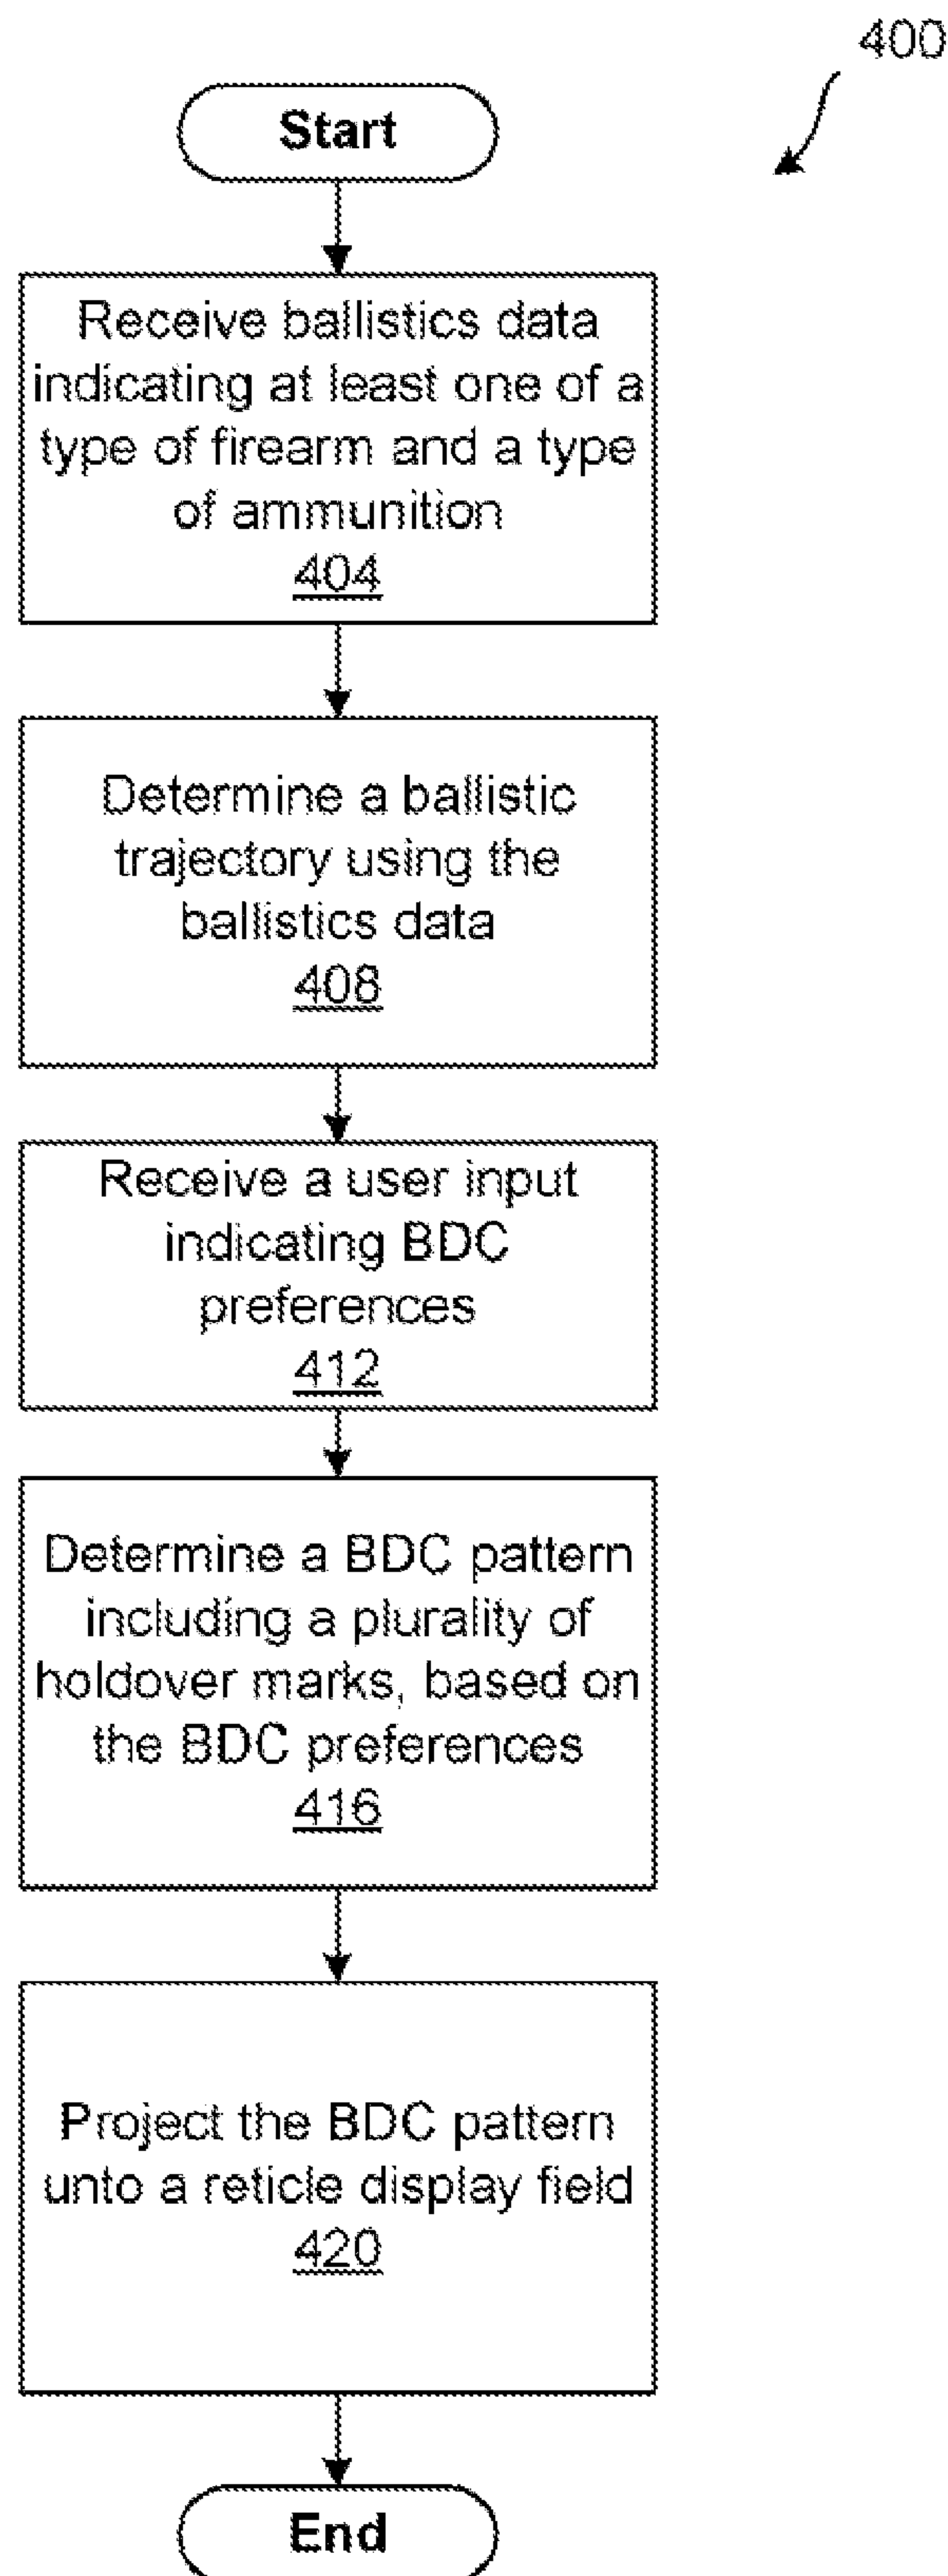 400
Start
Receive ballistics data
indicating at least one of a
type of firearm and a type
of ammunition
404
Determine a ballistic
trajectory using the
ballistics data
408
Receive a user input
indicating BDC
preferences
412
Determine a BDC pattern
including a plurality of
holdover marks, based on
the BDC preferences
416
Project the BDC pattern
unto a reticle display field
420
End